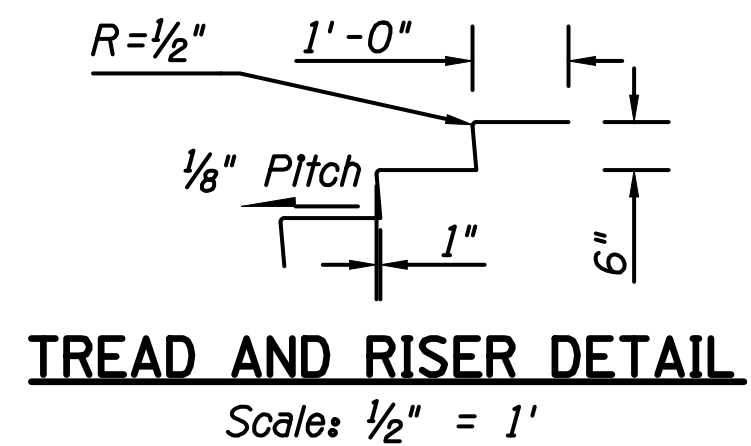 R=½"
1'-0"
⅛" Pitch
1"
6"
TREAD AND RISER DETAIL
Scale: ½" = 1'